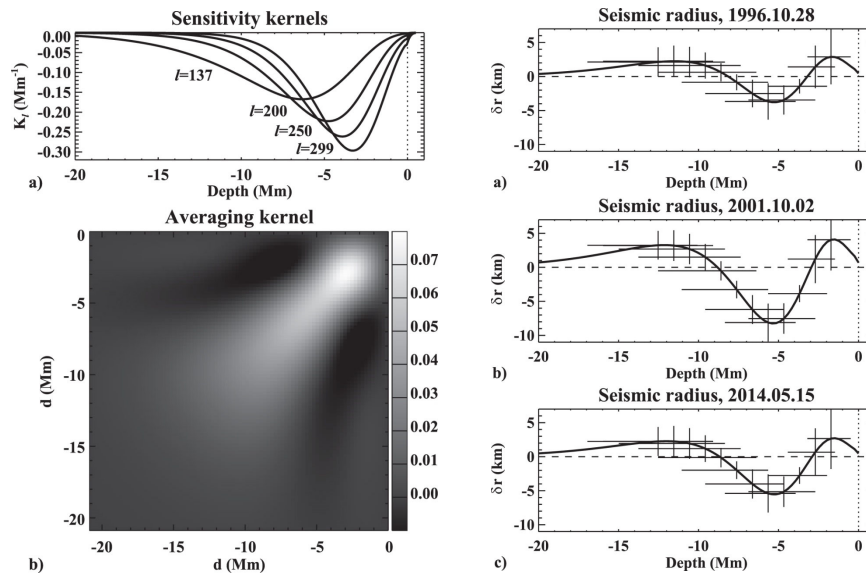 Sensitivity kernels
0.00
-0.05
-0.10
-0.15
-0.20
-0.25
-0.30
K_l (Mm⁻¹)
l=137
l=200
l=250
l=299
-20 -15 -10 -5 0
a) Depth (Mm)
Averaging kernel
0
-5
-10
-15
-20
d (Mm)
0.07
0.06
0.05
0.04
0.03
0.02
0.01
0.00
-20 -15 -10 -5 0
b) d (Mm)
Seismic radius, 1996.10.28
5
0
-5
-10
δr (km)
-20 -15 -10 -5 0
a) Depth (Mm)
Seismic radius, 2001.10.02
5
0
-5
-10
δr (km)
-20 -15 -10 -5 0
b) Depth (Mm)
Seismic radius, 2014.05.15
5
0
-5
-10
δr (km)
-20 -15 -10 -5 0
c) Depth (Mm)